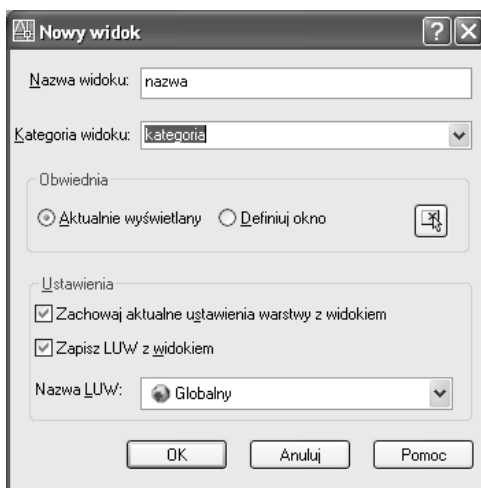 Nowy widok
Nazwa widoku: nazwa
Kategoria widoku: kategoria
Obwiednia
Aktualnie wyświetlany Definiuj okno
Ustawienia
Zachowaj aktualne ustawienia warstwy z widokiem
Zapisz LUW z widokiem
Nazwa LUW: Globalny
OK Anuluj Pomoc